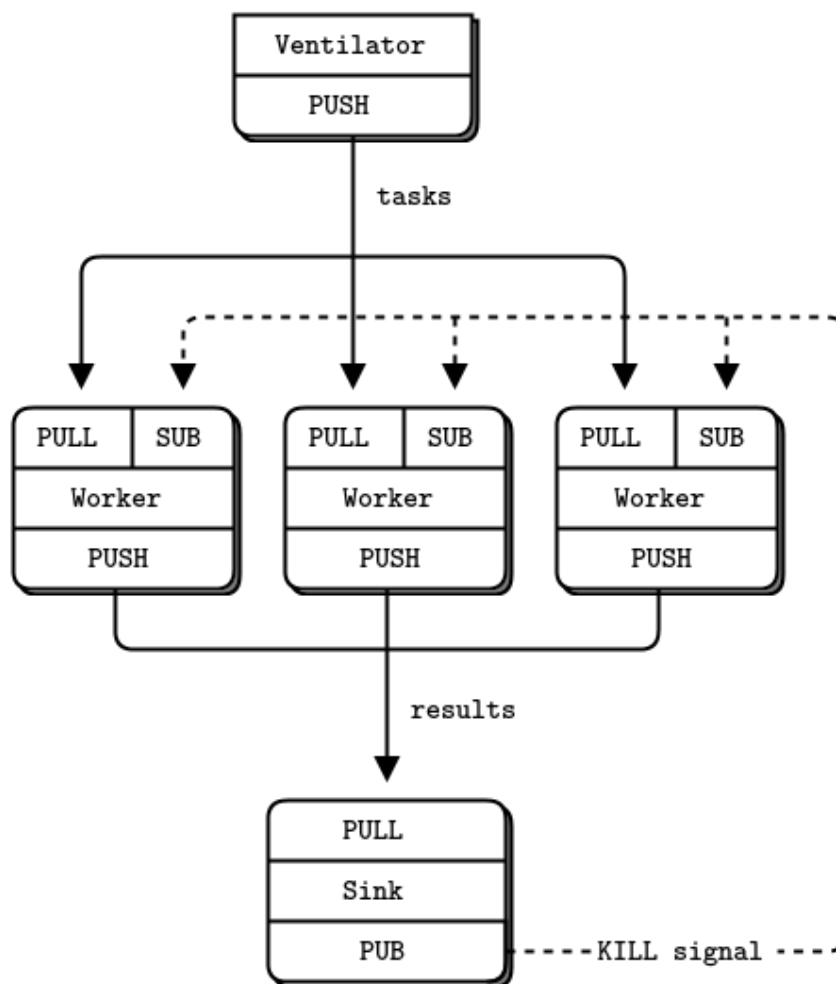 Ventilator
PUSH
tasks
PULL SUB PULL SUB PULL SUB
Worker Worker Worker
PUSH PUSH PUSH
results
PULL
Sink
PUB KILL signal